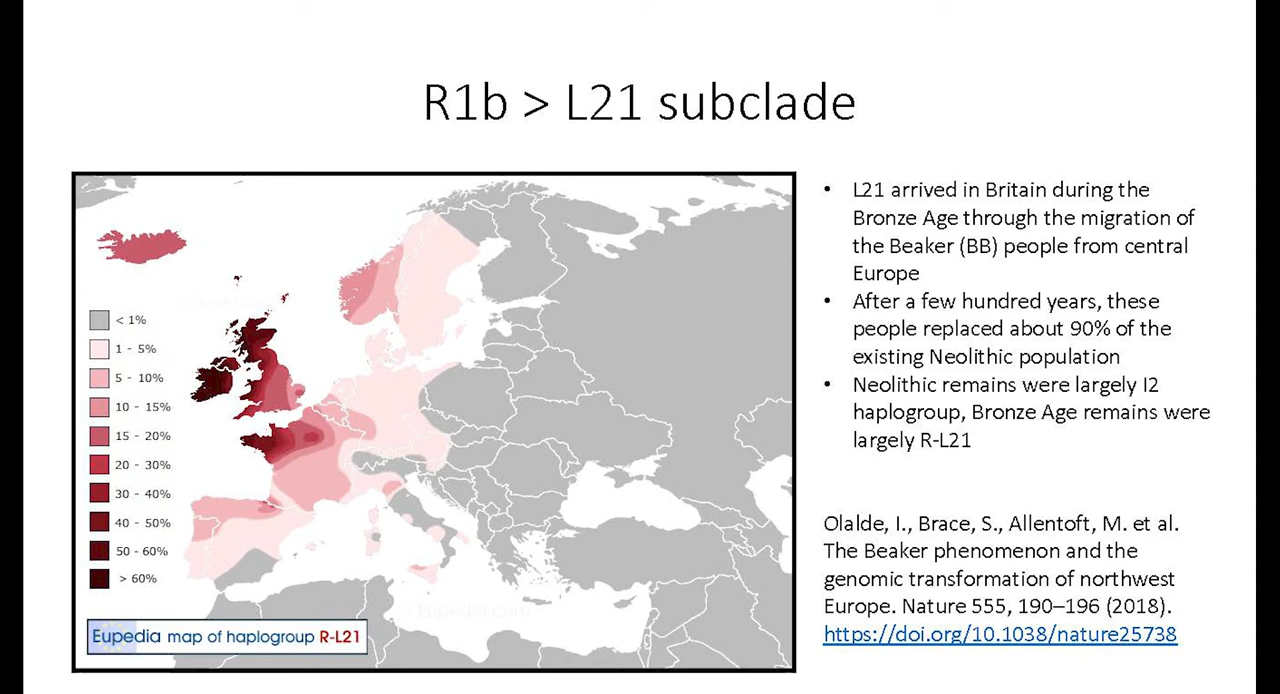 R1b > L21 subclade
< 1%
1 - 5%
5 - 10%
10 - 15%
15 - 20%
20 - 30%
30 - 40%
40 - 50%
50 - 60%
> 60%
Eupedia.com
Eupedia map of haplogroup R-L21
• L21 arrived in Britain during the
Bronze Age through the migration of
the Beaker (BB) people from central
Europe
• After a few hundred years, these
people replaced about 90% of the
existing Neolithic population
• Neolithic remains were largely I2
haplogroup, Bronze Age remains were
largely R-L21
Olalde, I., Brace, S., Allentoft, M. et al.
The Beaker phenomenon and the
genomic transformation of northwest
Europe. Nature 555, 190–196 (2018).
https://doi.org/10.1038/nature25738